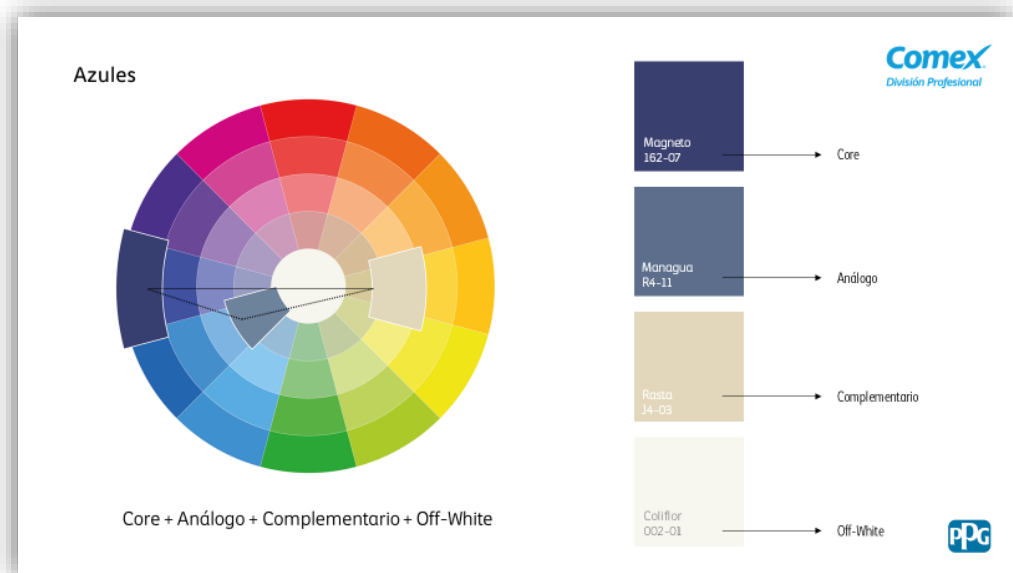 Azules
Core + Análogo + Complementario + Off-White
Magneto
162-07
Core
Managua
R4-11
Análogo
Rasta
J4-03
Complementario
Coliflor
002-01
Off-White
Comex
División Profesional
PPG